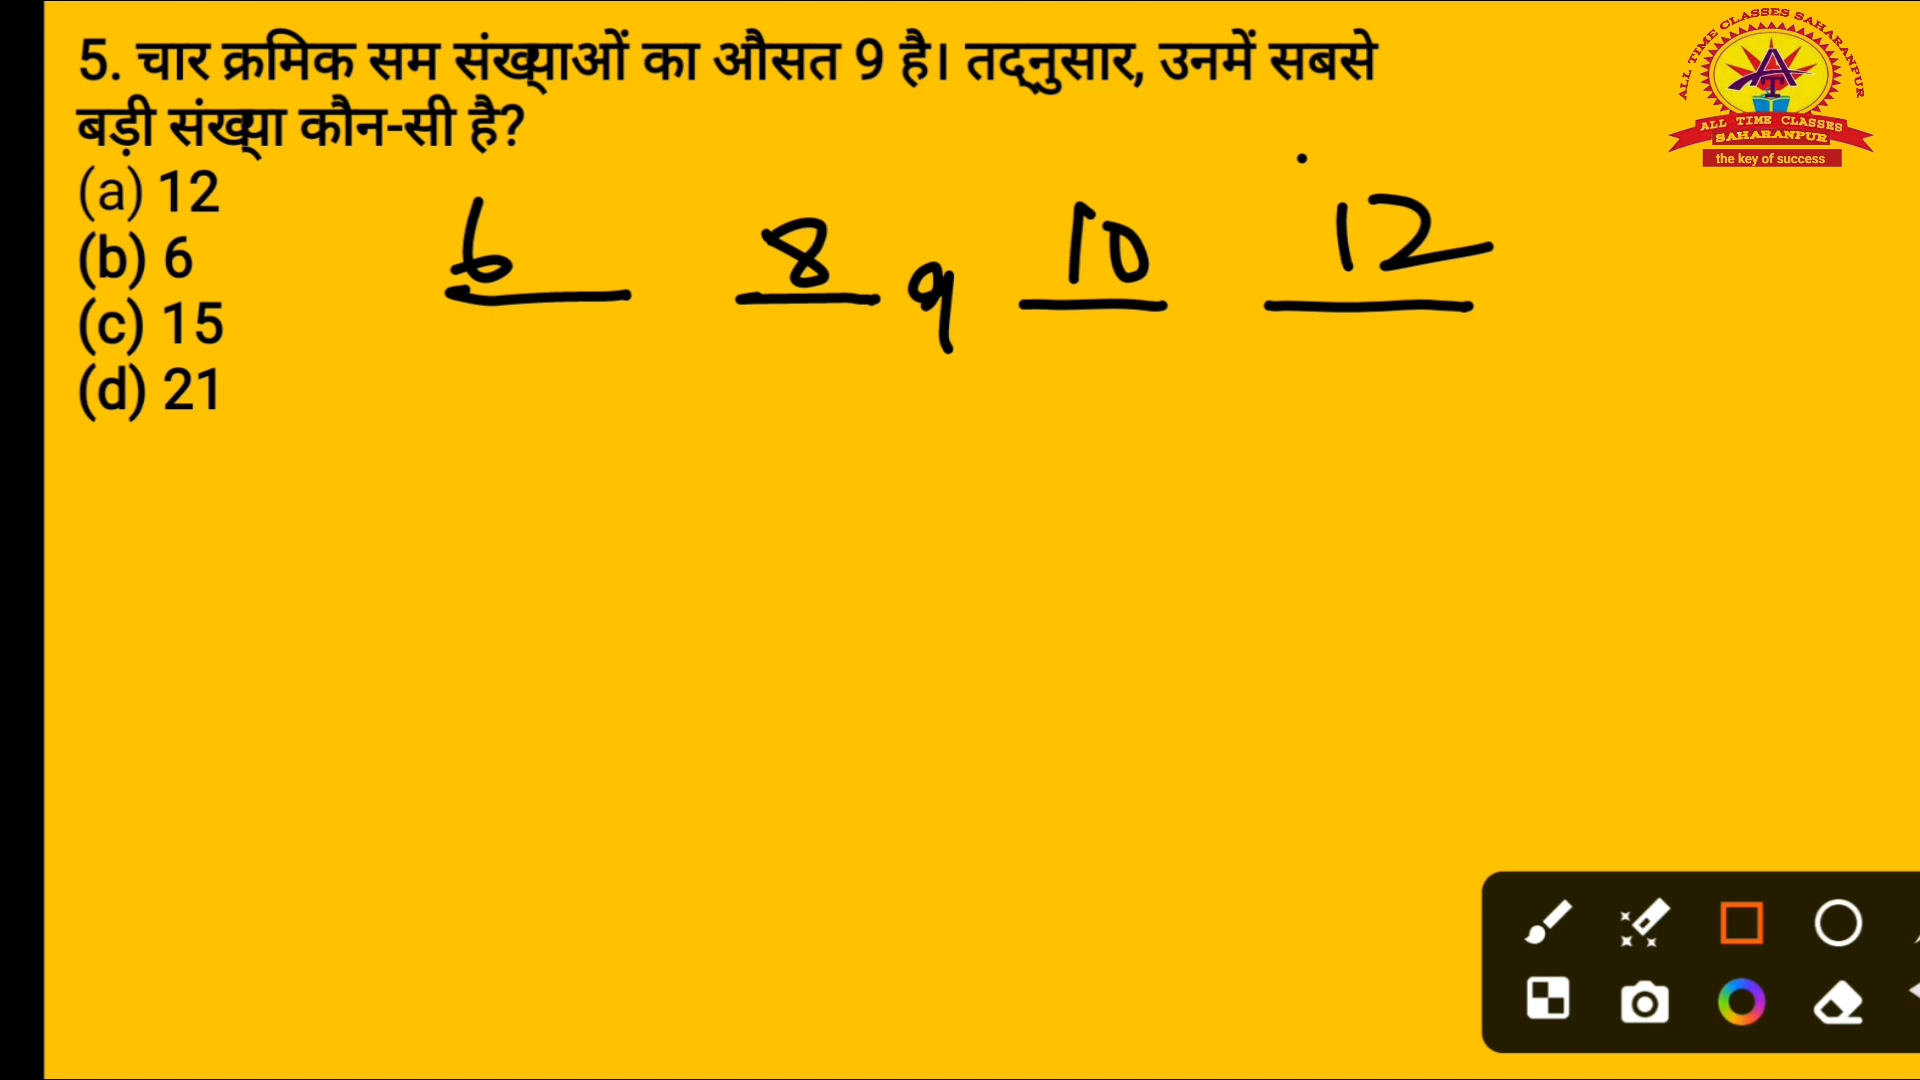 5. चार क्रमिक सम संख्याओं का औसत 9 है। तद्नुसार, उनमें सबसे
बड़ी संख्या कौन-सी है?
(a) 12
(b) 6
(c) 15
(d) 21
6 8 9 10 12
ALL TIME CLASSES SAHARANPUR
AT
ALL TIME CLASSES
SAHARANPUR
the key of success